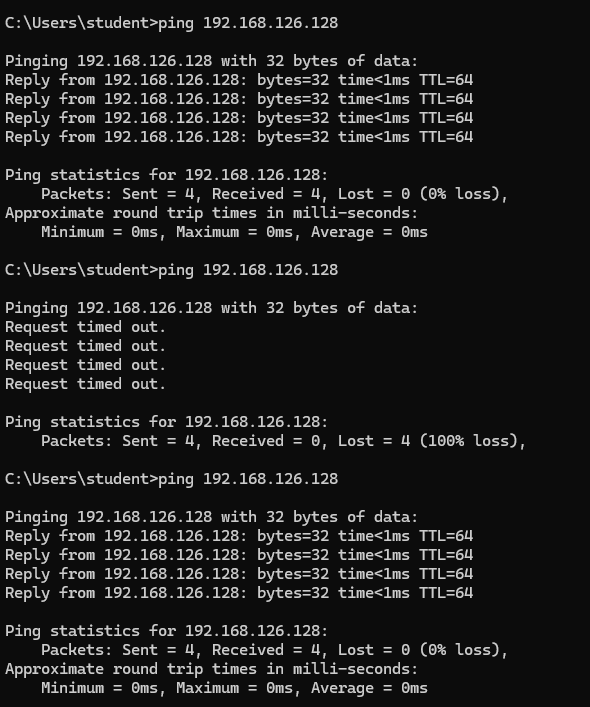 C:\Users\student>ping 192.168.126.128
Pinging 192.168.126.128 with 32 bytes of data:
Reply from 192.168.126.128: bytes=32 time<1ms TTL=64
Reply from 192.168.126.128: bytes=32 time<1ms TTL=64
Reply from 192.168.126.128: bytes=32 time<1ms TTL=64
Reply from 192.168.126.128: bytes=32 time<1ms TTL=64
Ping statistics for 192.168.126.128:
    Packets: Sent = 4, Received = 4, Lost = 0 (0% loss),
Approximate round trip times in milli-seconds:
    Minimum = 0ms, Maximum = 0ms, Average = 0ms
C:\Users\student>ping 192.168.126.128
Pinging 192.168.126.128 with 32 bytes of data:
Request timed out.
Request timed out.
Request timed out.
Request timed out.
Ping statistics for 192.168.126.128:
    Packets: Sent = 4, Received = 0, Lost = 4 (100% loss),
C:\Users\student>ping 192.168.126.128
Pinging 192.168.126.128 with 32 bytes of data:
Reply from 192.168.126.128: bytes=32 time<1ms TTL=64
Reply from 192.168.126.128: bytes=32 time<1ms TTL=64
Reply from 192.168.126.128: bytes=32 time<1ms TTL=64
Reply from 192.168.126.128: bytes=32 time<1ms TTL=64
Ping statistics for 192.168.126.128:
    Packets: Sent = 4, Received = 4, Lost = 0 (0% loss),
Approximate round trip times in milli-seconds:
    Minimum = 0ms, Maximum = 0ms, Average = 0ms